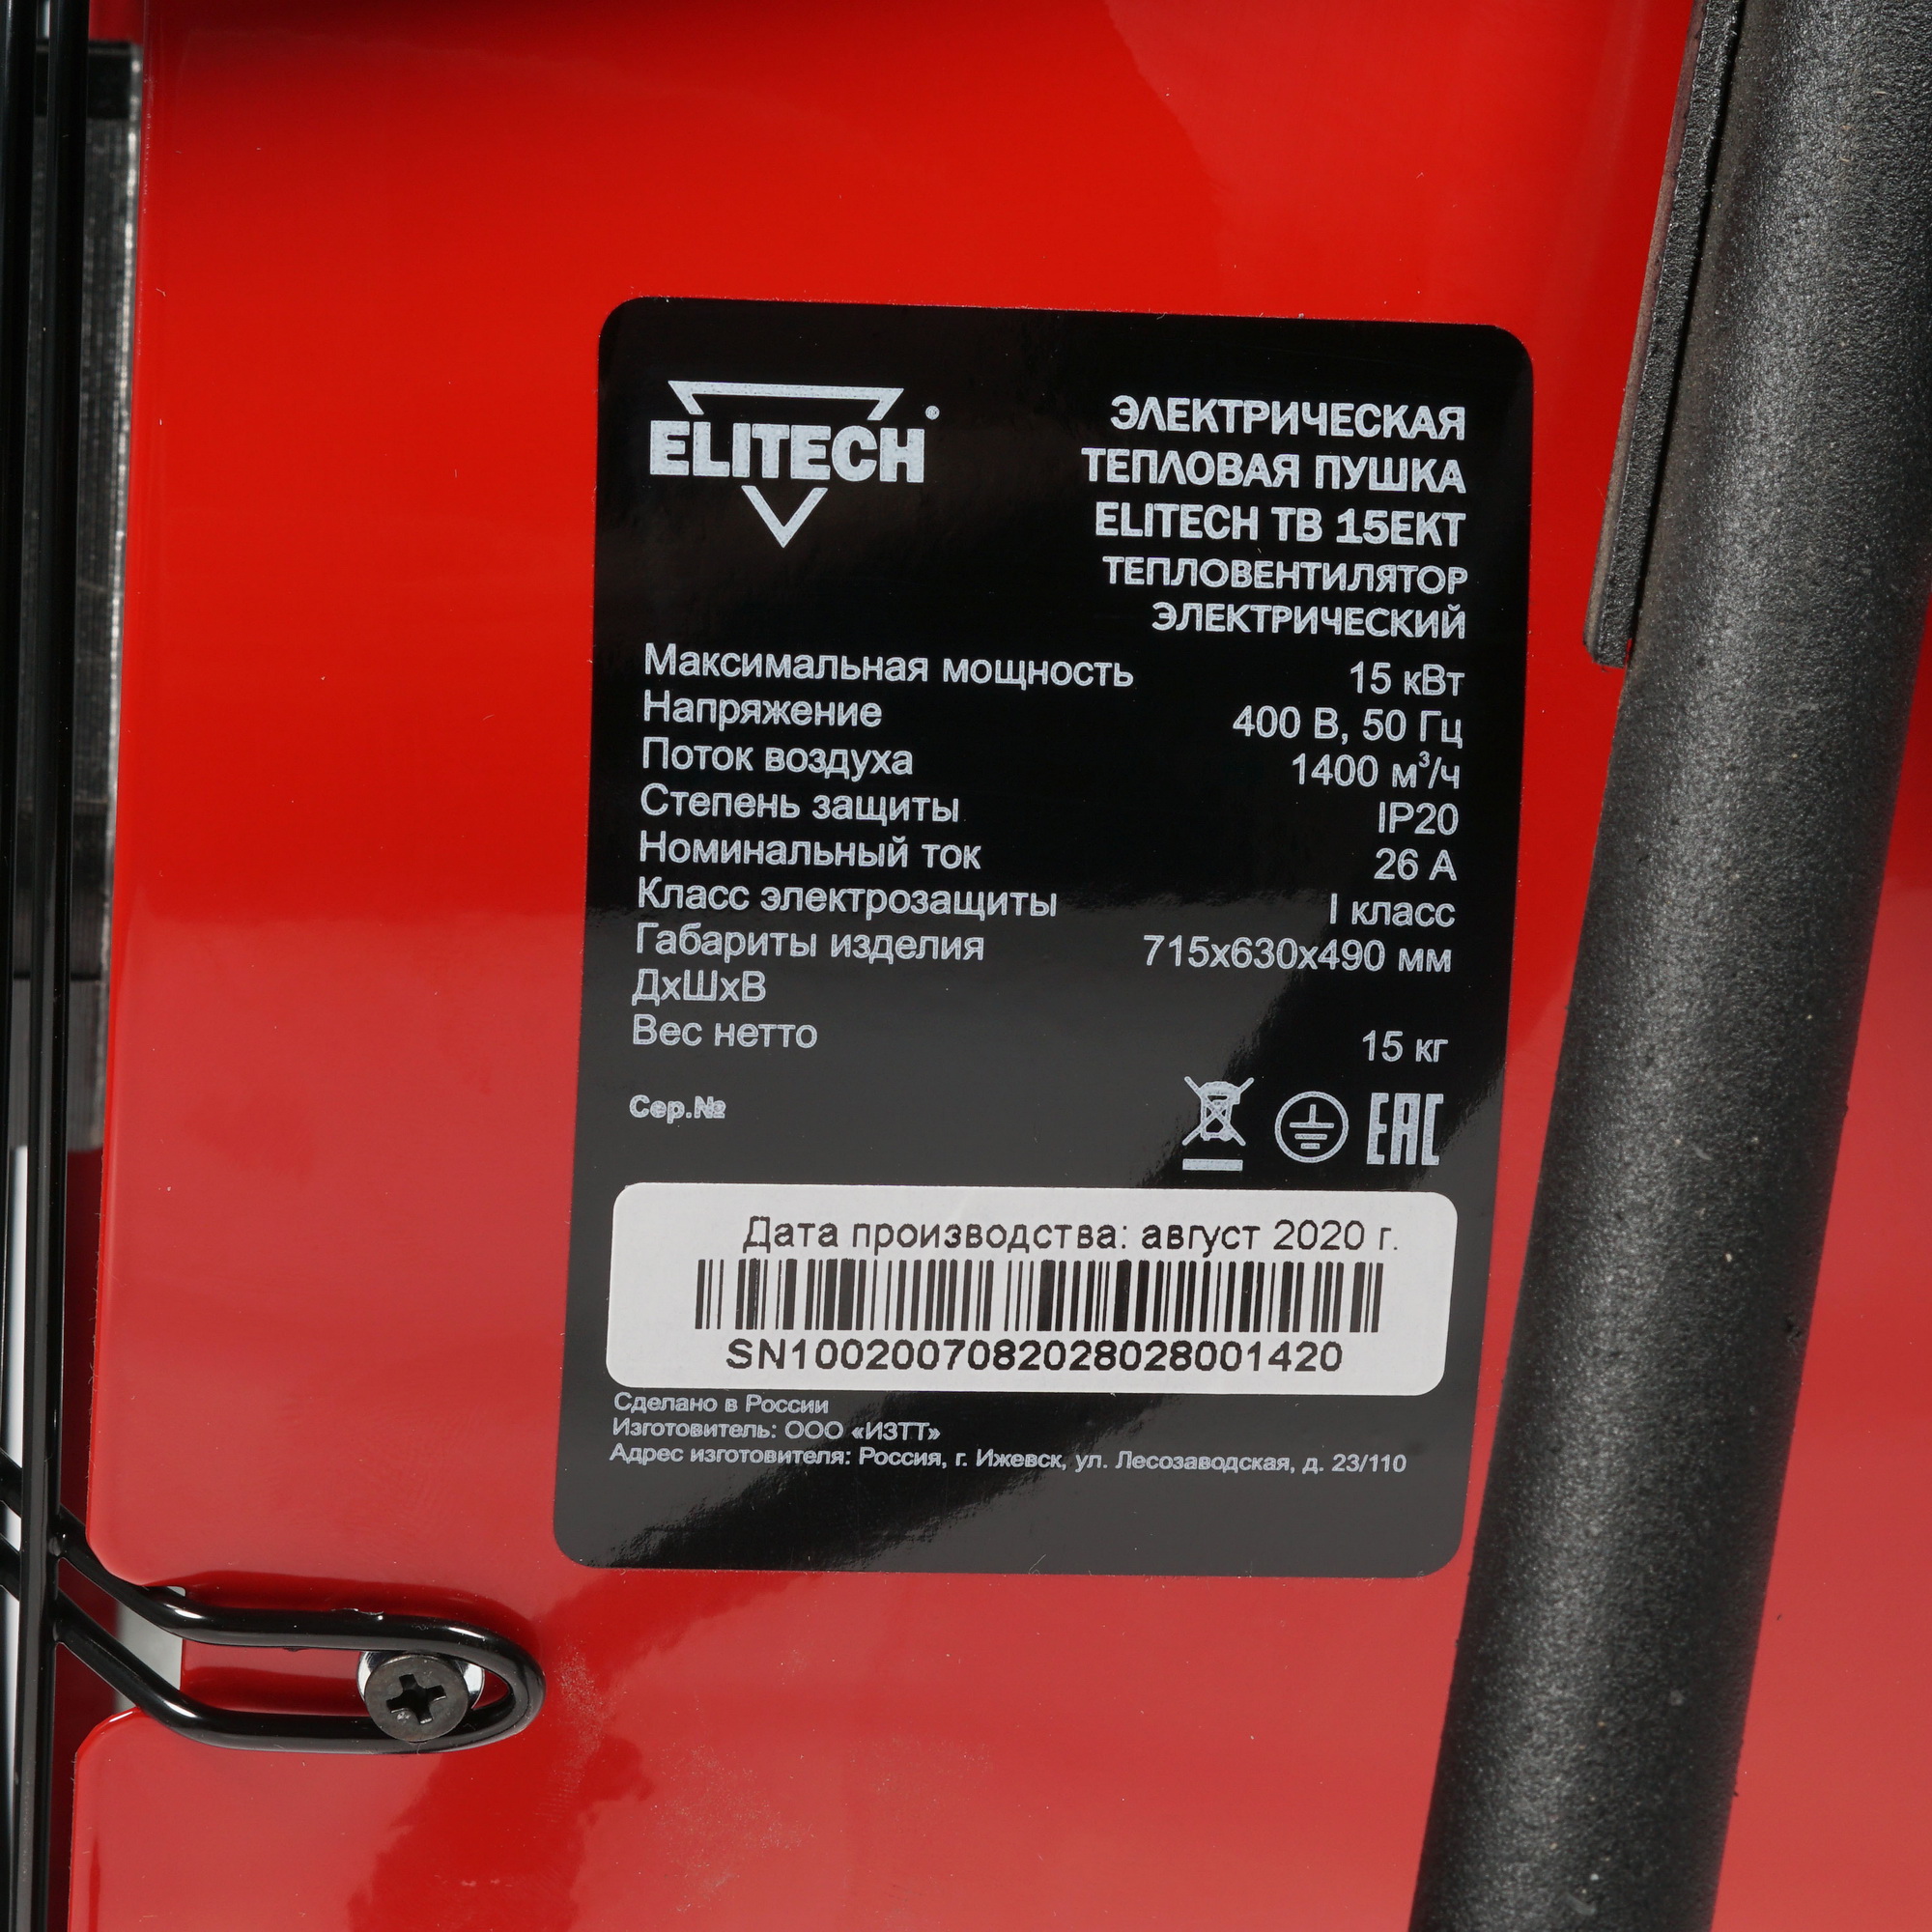 ELITECH®
ЭЛЕКТРИЧЕСКАЯ
ТЕПЛОВАЯ ПУШКА
ELITECH ТВ 15ЕКТ
ТЕПЛОВЕНТИЛЯТОР
ЭЛЕКТРИЧЕСКИЙ
Максимальная мощность 15 кВт
Напряжение 400 В, 50 Гц
Поток воздуха 1400 м³/ч
Степень защиты IP20
Номинальный ток 26 А
Класс электрозащиты I класс
Габариты изделия 715х630х490 мм
ДхШхВ
Вес нетто 15 кг
Сер.№
EAC
Дата производства: август 2020 г.
SN1002007082028028001420
Сделано в России
Изготовитель: ООО «ИЗТТ»
Адрес изготовителя: Россия, г. Ижевск, ул. Лесозаводская, д. 23/110